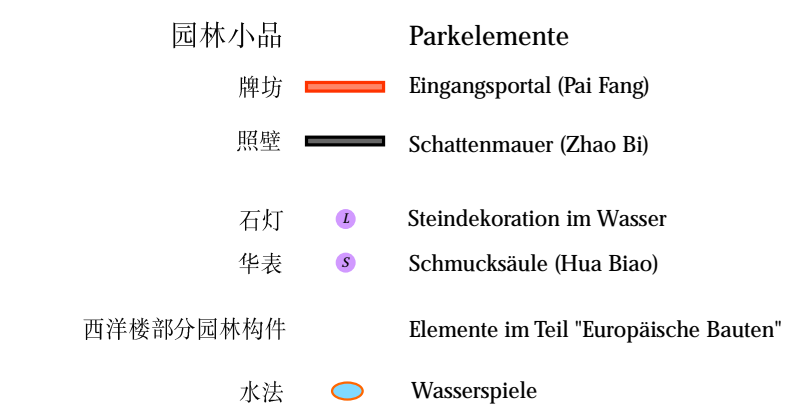 园林小品 Parkelemente
牌坊 Eingangsportal (Pai Fang)
照壁 Schattenmauer (Zhao Bi)
石灯 L Steindekoration im Wasser
华表 S Schmucksäule (Hua Biao)
西洋楼部分园林构件 Elemente im Teil "Europäische Bauten"
水法 Wasserspiele